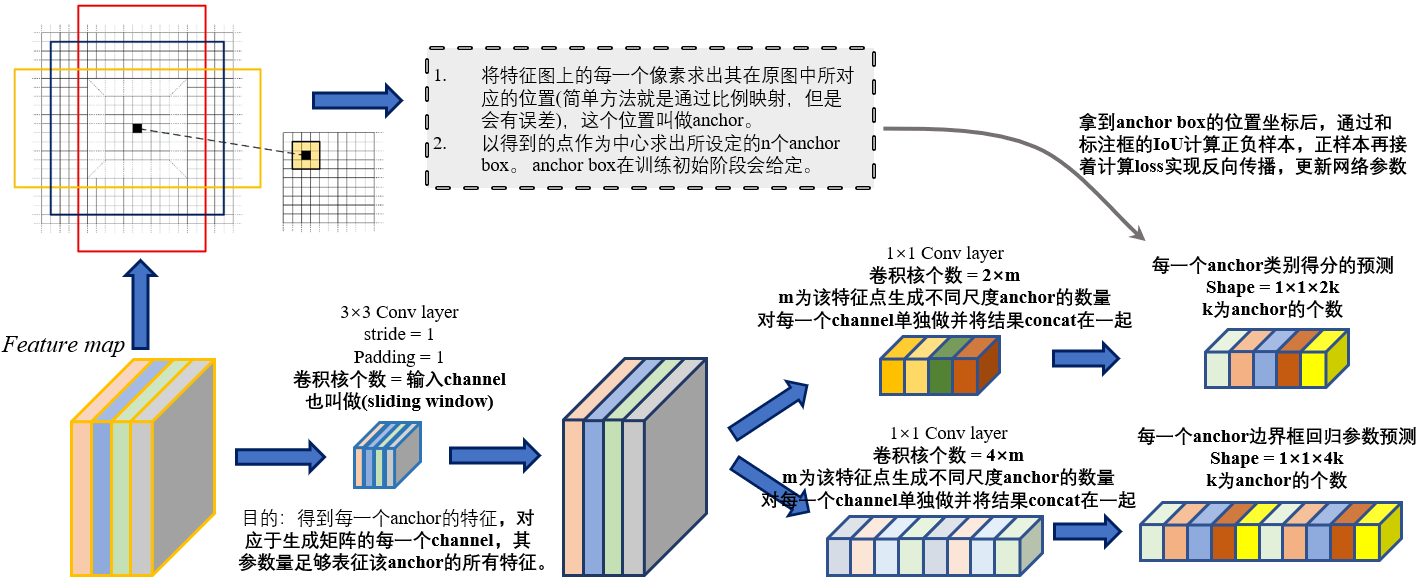 1. 将特征图上的每一个像素求出其在原图中所对
应的位置(简单方法就是通过比例映射，但是
会有误差)，这个位置叫做anchor。
2. 以得到的点作为中心求出所设定的n个anchor
box。 anchor box在训练初始阶段会给定。
拿到anchor box的位置坐标后，通过和
标注框的IoU计算正负样本，正样本再接
着计算loss实现反向传播，更新网络参数
Feature map
3×3 Conv layer
stride = 1
Padding = 1
卷积核个数 = 输入channel
也叫做(sliding window)
目的：得到每一个anchor的特征，对
应于生成矩阵的每一个channel，其
参数量足够表征该anchor的所有特征。
1×1 Conv layer
卷积核个数 = 2×m
m为该特征点生成不同尺度anchor的数量
对每一个channel单独做并将结果concat在一起
每一个anchor类别得分的预测
Shape = 1×1×2k
k为anchor的个数
1×1 Conv layer
卷积核个数 = 4×m
m为该特征点生成不同尺度anchor的数量
对每一个channel单独做并将结果concat在一起
每一个anchor边界框回归参数预测
Shape = 1×1×4k
k为anchor的个数